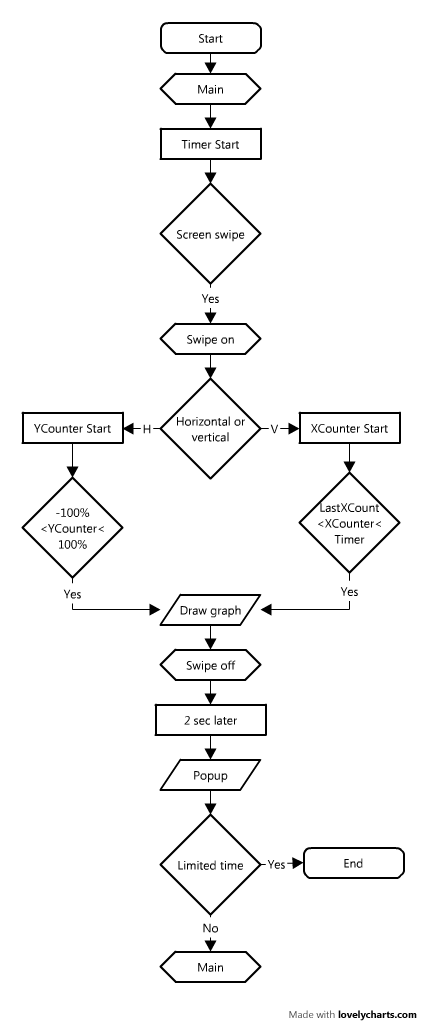 Start
Main
Timer Start
Screen swipe
Yes
Swipe on
Horizontal or
vertical
H
V
YCounter Start
XCounter Start
-100%
<YCounter<
100%
LastXCount
<XCounter<
Timer
Yes
Yes
Draw graph
Swipe off
2 sec later
Popup
Limited time
Yes
End
No
Main
Made with lovelycharts.com